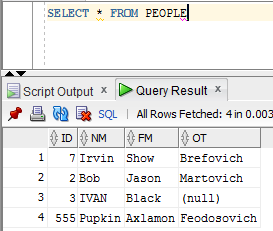 SELECT * FROM PEOPLE
Script Output × Query Result ×
SQL | All Rows Fetched: 4 in 0.003
ID NM FM OT
1 7 Irvin Show Brefovich
2 2 Bob Jason Martovich
3 3 IVAN Black (null)
4 555 Pupkin Axlamon Feodosovich